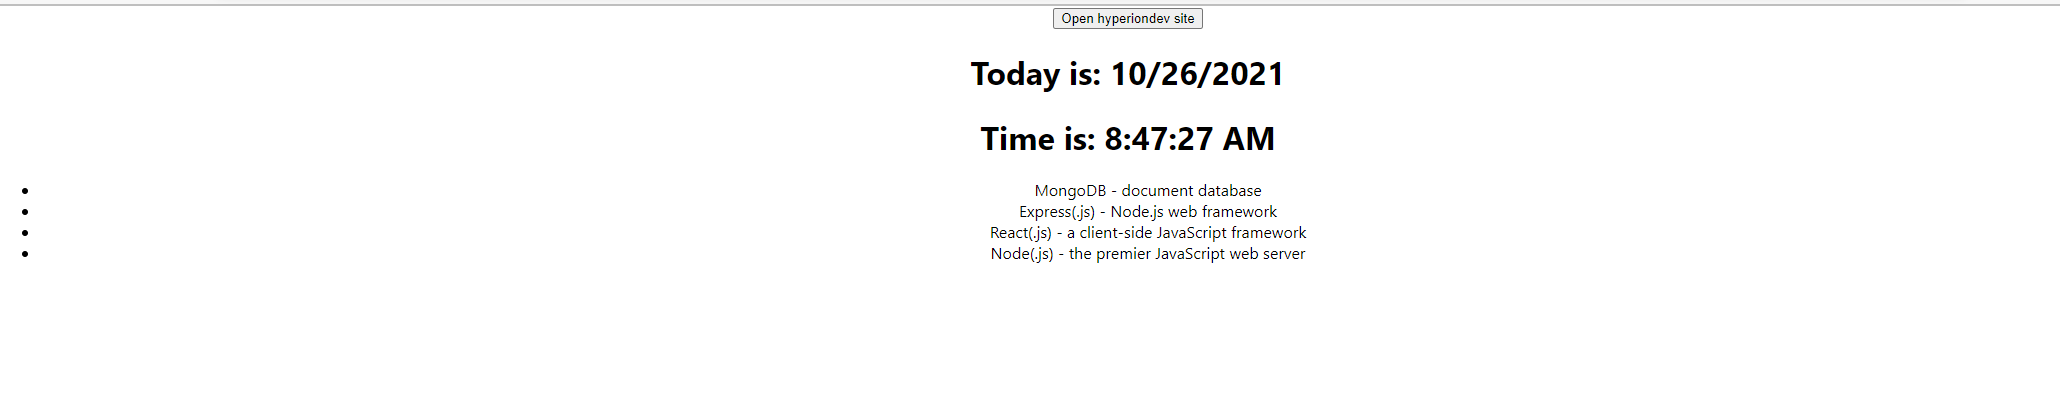 Open hyperiondev site
Today is: 10/26/2021
Time is: 8:47:27 AM
MongoDB - document database
Express(.js) - Node.js web framework
React(.js) - a client-side JavaScript framework
Node(.js) - the premier JavaScript web server